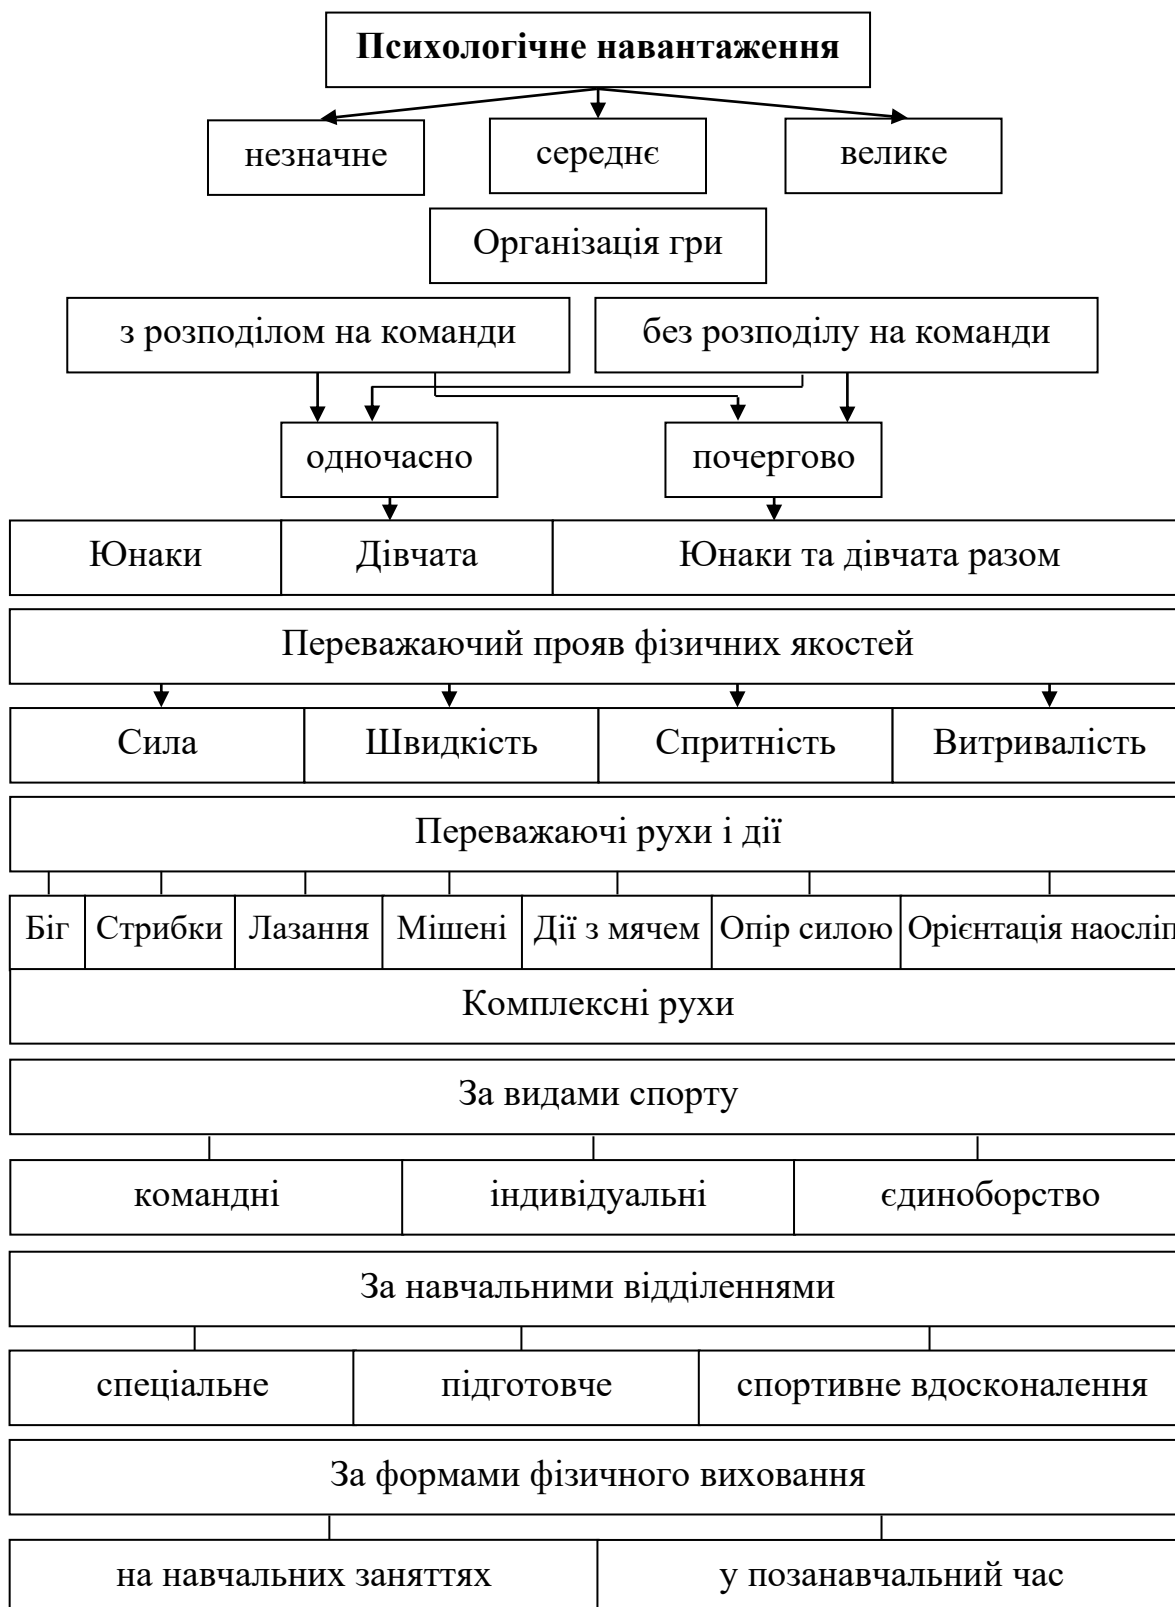 Психологічне навантаження
незначне середнє велике
Організація гри
з розподілом на команди без розподілу на команди
одночасно почергово
Юнаки Дівчата Юнаки та дівчата разом
Переважаючий прояв фізичних якостей
Сила Швидкість Спритність Витривалість
Переважаючі рухи і дії
Біг Стрибки Лазання Мішені Дії з мячем Опір силою Орієнтація наосліп
Комплексні рухи
За видами спорту
командні індивідуальні єдиноборство
За навчальними відділеннями
спеціальне підготовче спортивне вдосконалення
За формами фізичного виховання
на навчальних заняттях у позанавчальний час